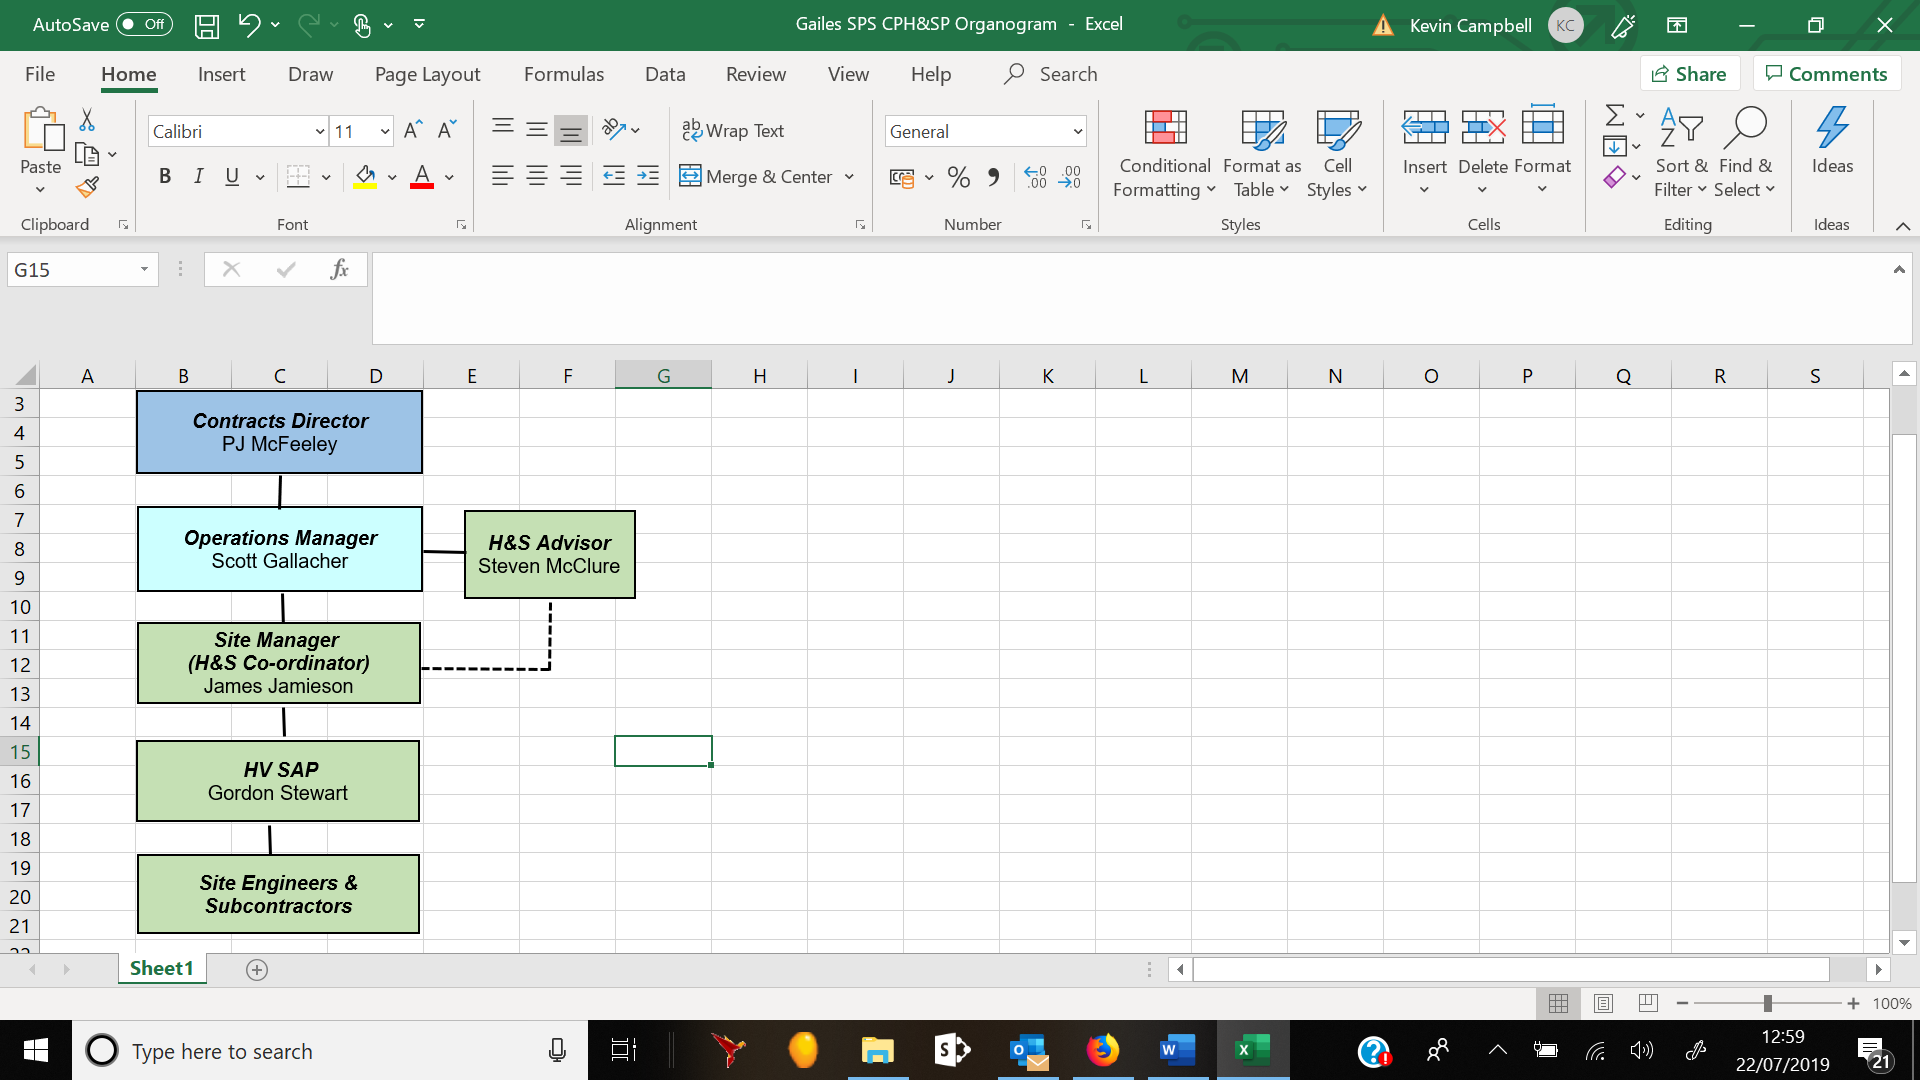 AutoSave Off
Gailes SPS CPH&SP Organogram - Excel
Kevin Campbell KC
File Home Insert Draw Page Layout Formulas Data Review View Help Search
Share Comments
Paste
Clipboard
Calibri 11
B I U A
Font
ab Wrap Text
Merge & Center
Alignment
General
% .00
Number
Conditional
Formatting
Format as
Table
Cell
Styles
Styles
Insert Delete Format
Cells
Sort &
Filter
Find &
Select
Editing
Ideas
Ideas
G15 fx
A B C D E F G H I J K L M N O P Q R S
3
4
5
6
7
8
9
10
11
12
13
14
15
16
17
18
19
20
21
22
Contracts Director
PJ McFeeley
Operations Manager
Scott Gallacher
H&S Advisor
Steven McClure
Site Manager
(H&S Co-ordinator)
James Jamieson
HV SAP
Gordon Stewart
Site Engineers &
Subcontractors
Sheet1
100%
Type here to search
12:59
22/07/2019
21